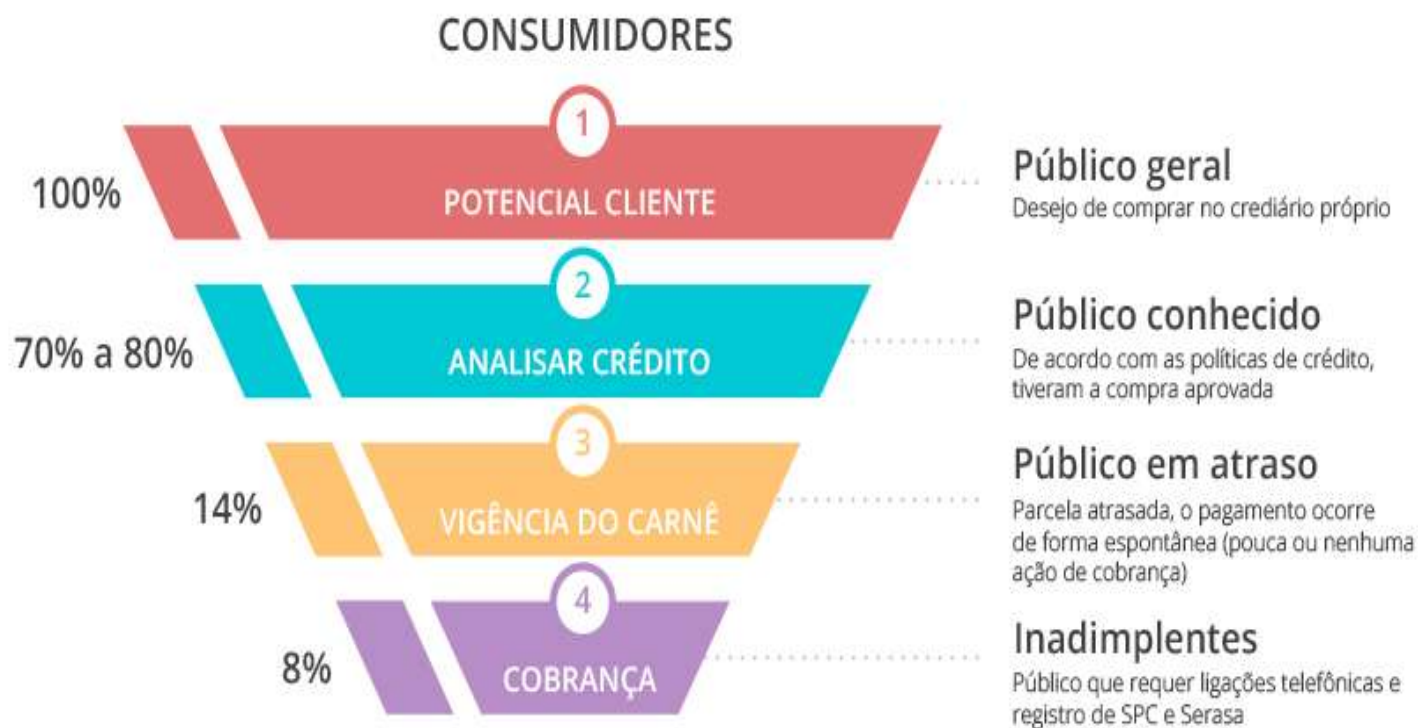 CONSUMIDORES
1
100%
POTENCIAL CLIENTE
Público geral
Desejo de comprar no crediário próprio
2
70% a 80%
ANALISAR CRÉDITO
Público conhecido
De acordo com as políticas de crédito,
tiveram a compra aprovada
3
14%
VIGÊNCIA DO CARNÊ
Público em atraso
Parcela atrasada, o pagamento ocorre
de forma espontânea (pouca ou nenhuma
ação de cobrança)
4
8%
COBRANÇA
Inadimplentes
Público que requer ligações telefônicas e
registro de SPC e Serasa